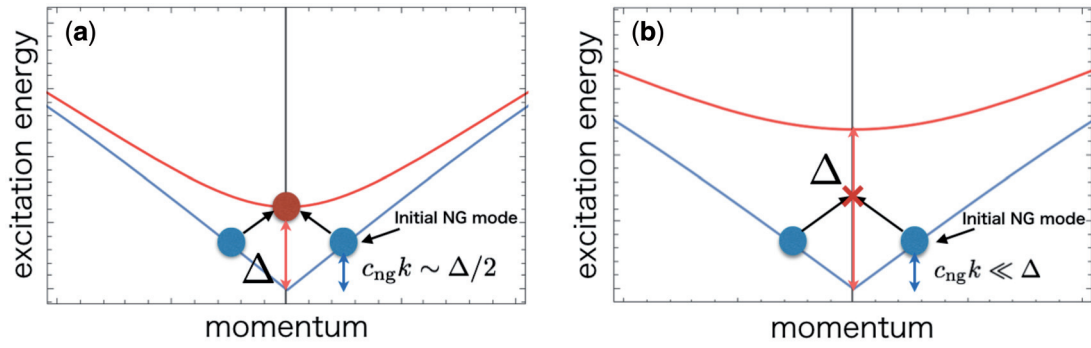 (a)
excitation energy
Δ
Initial NG mode
c_ng k ∼ Δ/2
momentum
(b)
excitation energy
Δ
Initial NG mode
c_ng k ≪ Δ
momentum